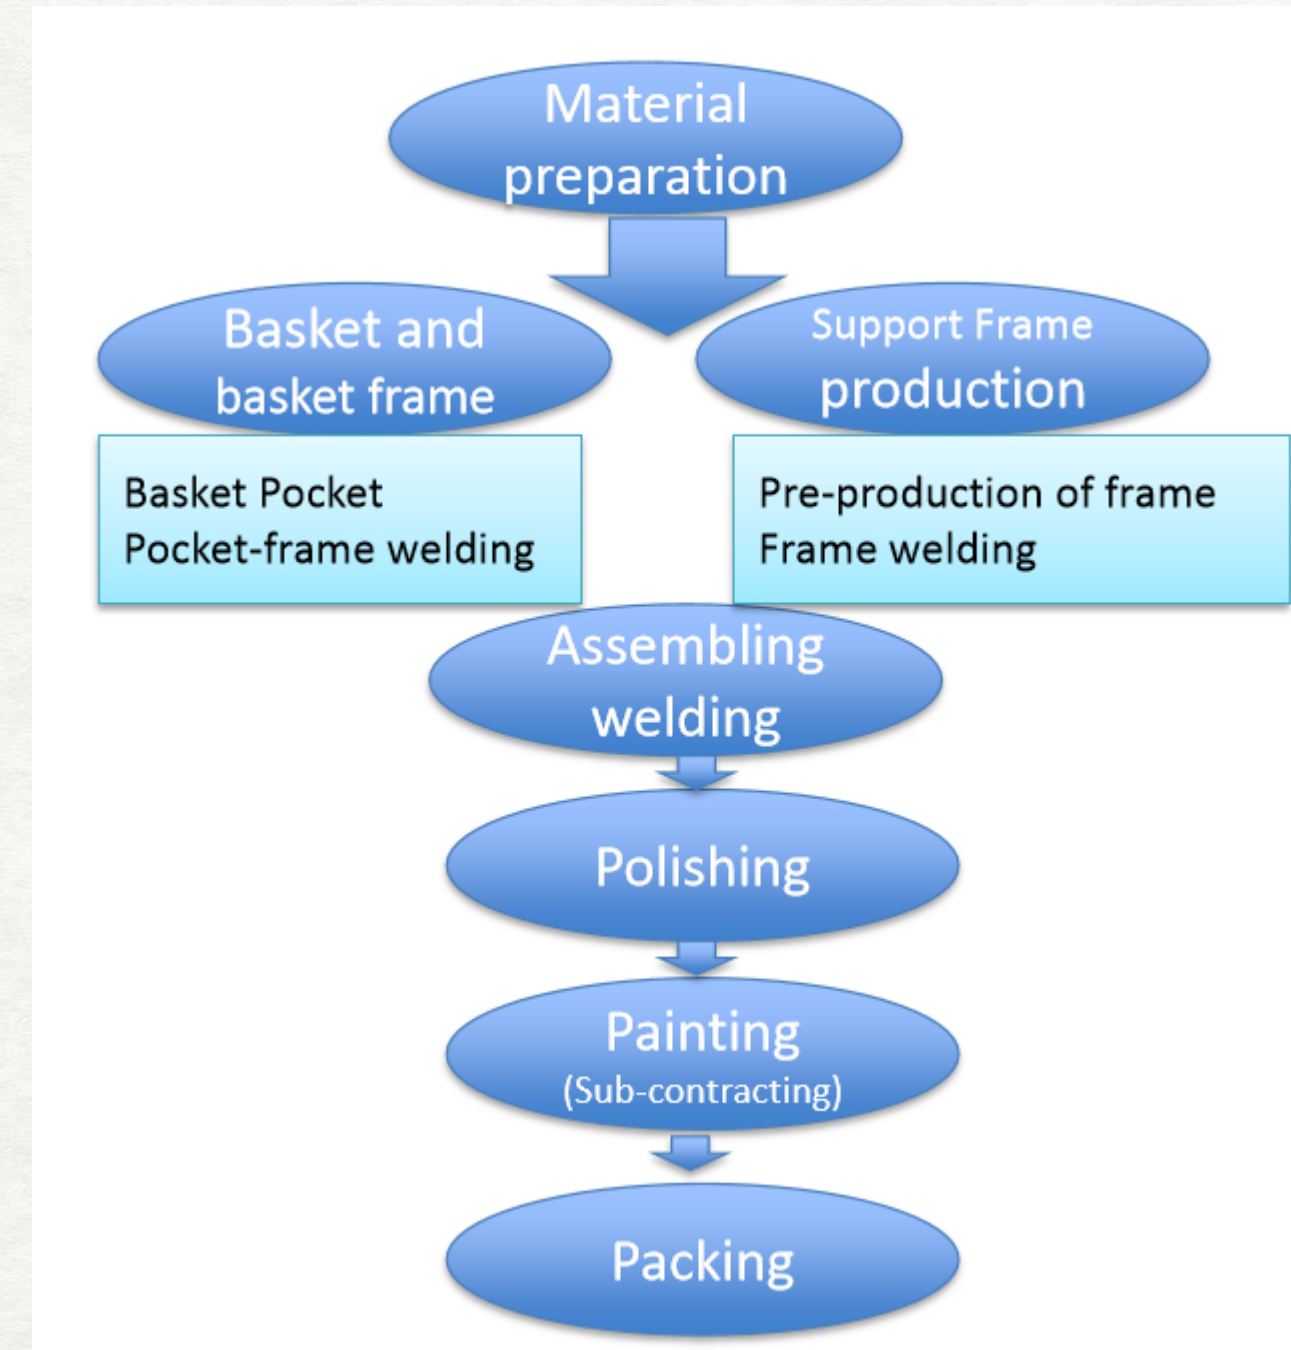 Material
preparation
Basket and
basket frame
Support Frame
production
Basket Pocket
Pocket-frame welding
Pre-production of frame
Frame welding
Assembling
welding
Polishing
Painting
(Sub-contracting)
Packing